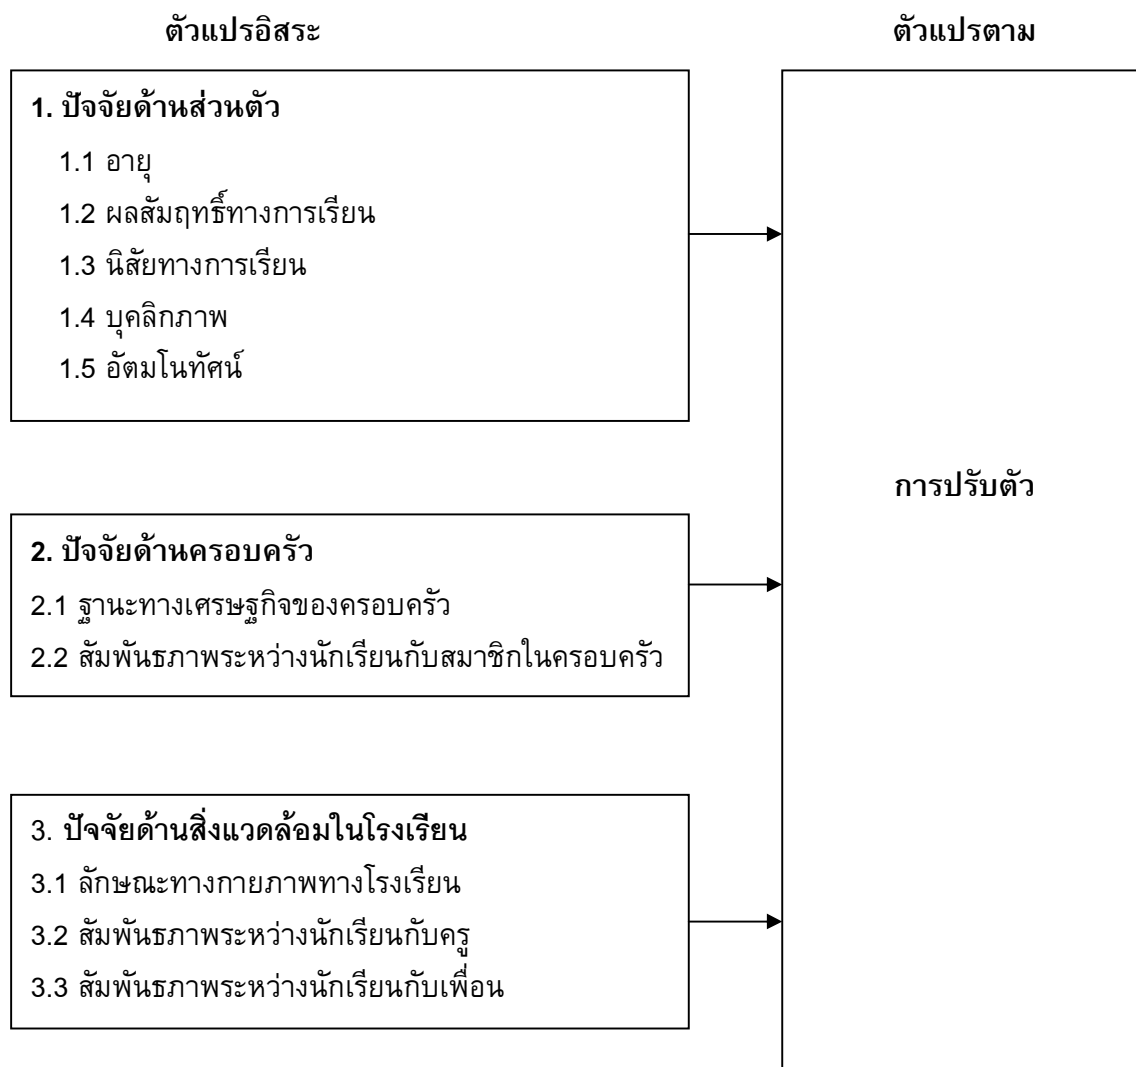 ตัวแปรอิสระ
ตัวแปรตาม
1. ปัจจัยด้านส่วนตัว
1.1 อายุ
1.2 ผลสัมฤทธิ์ทางการเรียน
1.3 นิสัยทางการเรียน
1.4 บุคลิกภาพ
1.5 อัตมโนทัศน์
การปรับตัว
2. ปัจจัยด้านครอบครัว
2.1 ฐานะทางเศรษฐกิจของครอบครัว
2.2 สัมพันธภาพระหว่างนักเรียนกับสมาชิกในครอบครัว
3. ปัจจัยด้านสิ่งแวดล้อมในโรงเรียน
3.1 ลักษณะทางกายภาพทางโรงเรียน
3.2 สัมพันธภาพระหว่างนักเรียนกับครู
3.3 สัมพันธภาพระหว่างนักเรียนกับเพื่อน